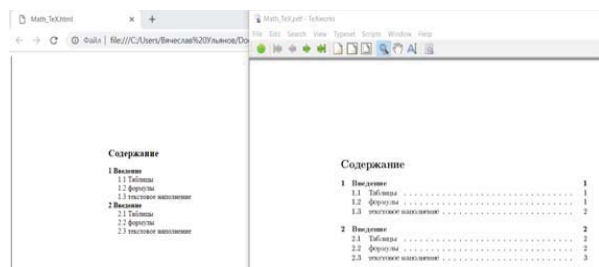 Math_TeX.html
Файл | file:///C:/Users/Вячеслав%20Ульянов/Do
Содержание
1 Введение
1.1 Таблицы
1.2 формулы
1.3 текстовое наполнение
2 Введение
2.1 Таблицы
2.2 формулы
2.3 текстовое наполнение
Math_TeX.pdf - TeXworks
File Edit Search View Typeset Scripts Window Help
Содержание
1 Введение 1
1.1 Таблицы . . . . . . . . . . . . . . . . . . . . . . . . 1
1.2 формулы . . . . . . . . . . . . . . . . . . . . . . . . 1
1.3 текстовое наполнение . . . . . . . . . . . . . . . . . 2
2 Введение 2
2.1 Таблицы . . . . . . . . . . . . . . . . . . . . . . . . 2
2.2 формулы . . . . . . . . . . . . . . . . . . . . . . . . 2
2.3 текстовое наполнение . . . . . . . . . . . . . . . . . 3